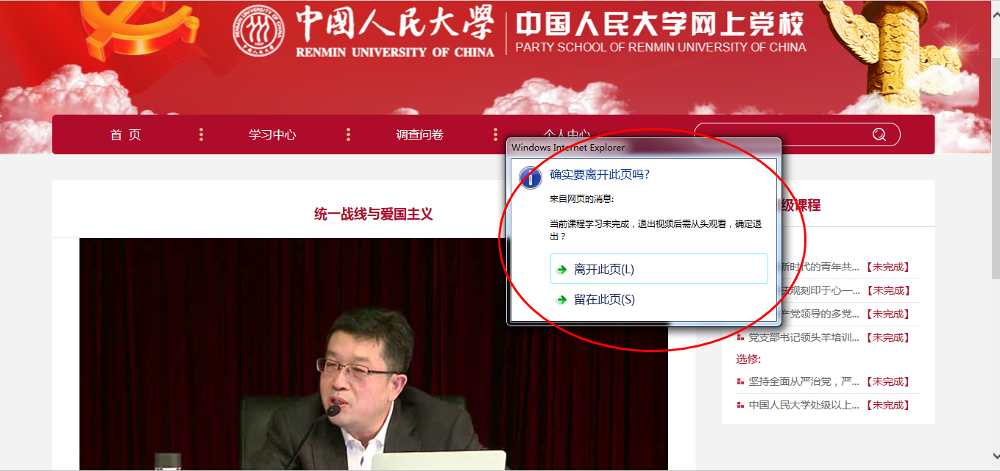 中国人民大學
RENMIN UNIVERSITY OF CHINA
中国人民大学网上党校
PARTY SCHOOL OF RENMIN UNIVERSITY OF CHINA
首 页
学习中心
调查问卷
个人中心
Windows Internet Explorer
确实要离开此页吗?
来自网页的消息:
当前课程学习未完成，退出视频后需从头观看，确定退
出？
离开此页(L)
留在此页(S)
统一战线与爱国主义
级课程
新时代的青年共... 【未完成】
法规刻印于心—... 【未完成】
产党领导的多党... 【未完成】
党支部书记领头羊培训... 【未完成】
选修:
坚持全面从严治党，严... 【未完成】
中国人民大学处级以上... 【未完成】